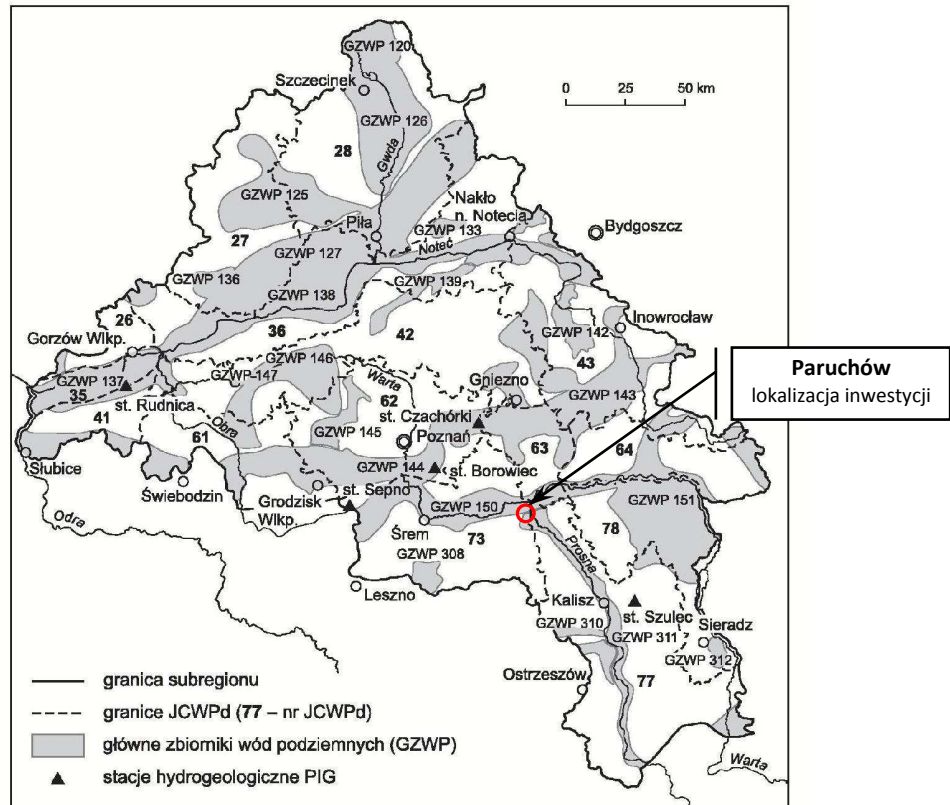 GZWP 120
Szczecinek
0 25 50 km
GZWP 126
28
Gwda
GZWP 125
Nakło
n. Notecią
Piła
GZWP 133
Bydgoszcz
27
GZWP 127
Noteć
GZWP 136
GZWP 138
GZWP 139
26
36
42
GZWP 142
Inowrocław
Gorzów Wlkp.
43
GZWP 146
GZWP 137
GZWP 147
Warta
Gniezno
GZWP 143
35
st. Rudnica
62
st. Czachórki
41
61
Obra
GZWP 145
Poznań
63
64
Słubice
GZWP 144
st. Borowiec
Świebodzin
Grodzisk
Wlkp.
st. Sepno
GZWP 150
GZWP 151
Odra
Śrem
73
78
GZWP 308
Prosna
Leszno
Kalisz
st. Szulec
GZWP 310
GZWP 311
Sieradz
GZWP 312
Ostrzeszów
77
Warta
Paruchów
lokalizacja inwestycji
granica subregionu
granice JCWPd (77 – nr JCWPd)
główne zbiorniki wód podziemnych (GZWP)
stacje hydrogeologiczne PIG